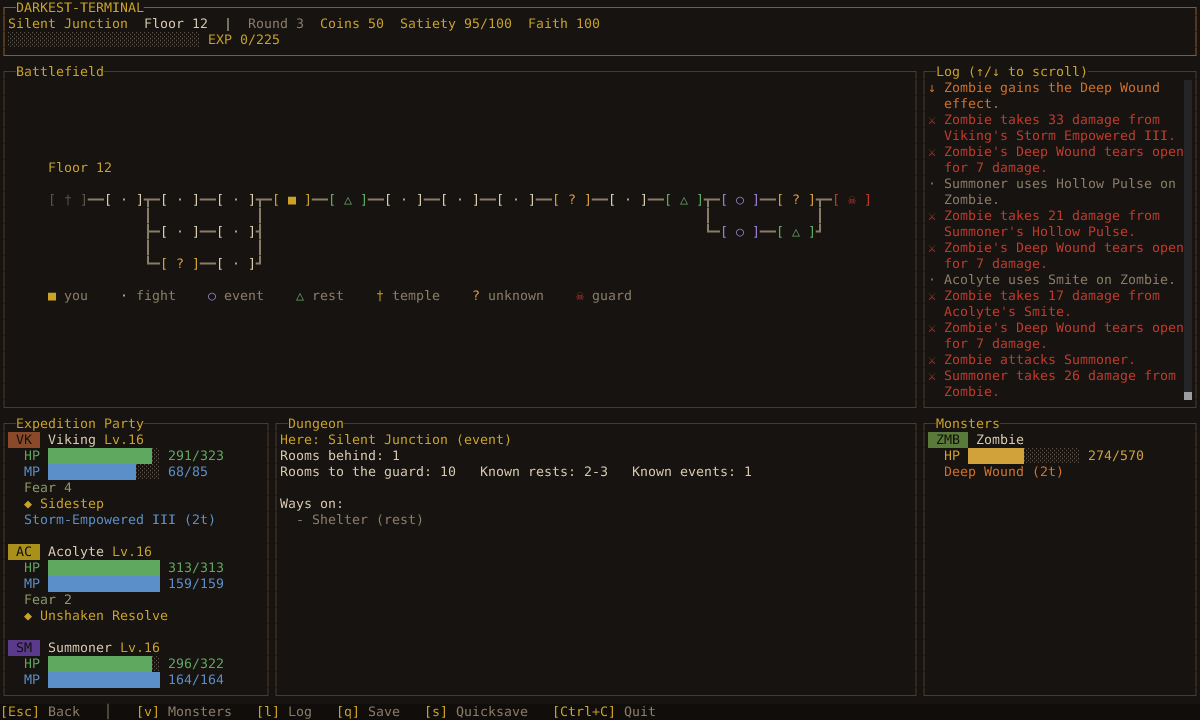 DARKEST-TERMINAL
Silent Junction  Floor 12  |  Round 3  Coins 50  Satiety 95/100  Faith 100
EXP 0/225
Battlefield
Floor 12
[ † ]──[ · ]┬─[ · ]──[ · ]┬─[ ■ ]──[ △ ]──[ · ]──[ · ]──[ · ]──[ ? ]──[ · ]──[ △ ]┬─[ ○ ]──[ ? ]┬─[ ☠ ]
├─[ · ]──[ · ]┤ └─[ ○ ]──[ △ ]┘
└─[ ? ]──[ · ]┘
■ you  · fight  ○ event  △ rest  † temple  ? unknown  ☠ guard
Log (↑/↓ to scroll)
↓ Zombie gains the Deep Wound
effect.
⚔ Zombie takes 33 damage from
Viking's Storm Empowered III.
⚔ Zombie's Deep Wound tears open
for 7 damage.
· Summoner uses Hollow Pulse on
Zombie.
⚔ Zombie takes 21 damage from
Summoner's Hollow Pulse.
⚔ Zombie's Deep Wound tears open
for 7 damage.
· Acolyte uses Smite on Zombie.
⚔ Zombie takes 17 damage from
Acolyte's Smite.
⚔ Zombie's Deep Wound tears open
for 7 damage.
⚔ Zombie attacks Summoner.
⚔ Summoner takes 26 damage from
Zombie.
Expedition Party
VK Viking Lv.16
HP 291/323
MP 68/85
Fear 4
◆ Sidestep
Storm-Empowered III (2t)
AC Acolyte Lv.16
HP 313/313
MP 159/159
Fear 2
◆ Unshaken Resolve
SM Summoner Lv.16
HP 296/322
MP 164/164
Dungeon
Here: Silent Junction (event)
Rooms behind: 1
Rooms to the guard: 10  Known rests: 2-3  Known events: 1
Ways on:
- Shelter (rest)
Monsters
ZMB Zombie
HP 274/570
Deep Wound (2t)
[Esc] Back  │  [v] Monsters  [l] Log  [q] Save  [s] Quicksave  [Ctrl+C] Quit